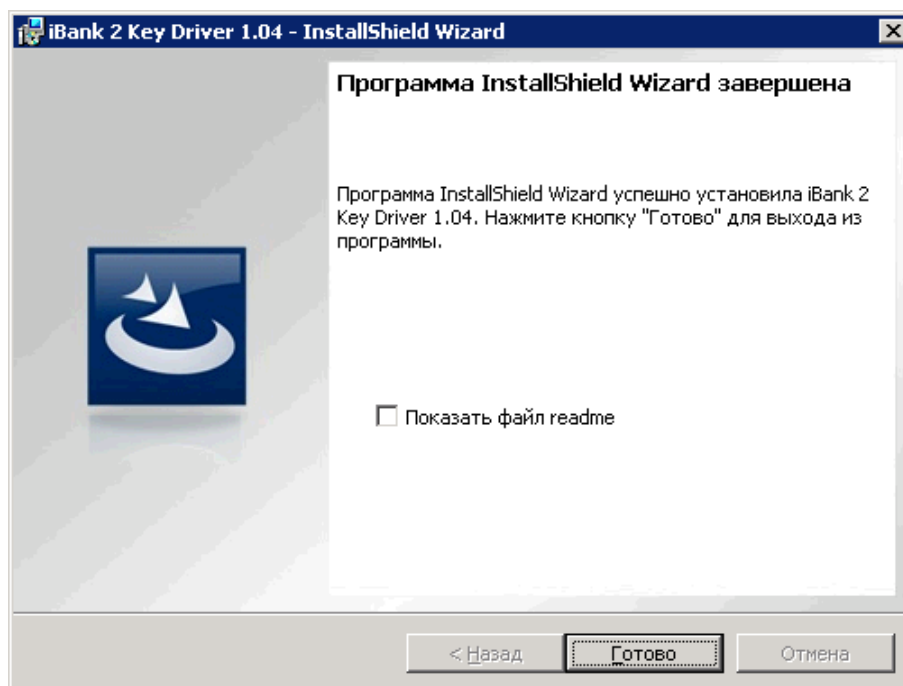 iBank 2 Key Driver 1.04 - InstallShield Wizard
Программа InstallShield Wizard завершена
Программа InstallShield Wizard успешно установила iBank 2
Key Driver 1.04. Нажмите кнопку "Готово" для выхода из
программы.
Показать файл readme
< Назад
Готово
Отмена